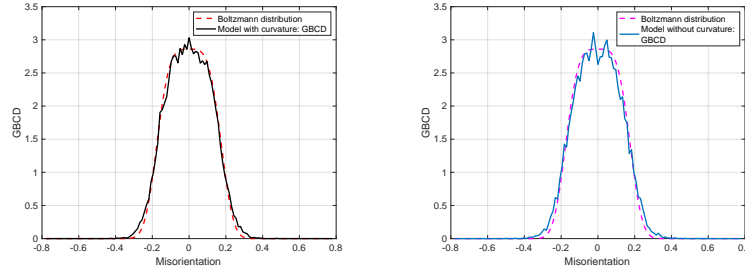 3.5
3
2.5
2
1.5
1
0.5
0
GBCD
-0.8 -0.6 -0.4 -0.2 0 0.2 0.4 0.6 0.8
Misorientation
Boltzmann distribution
Model with curvature: GBCD
3.5
3
2.5
2
1.5
1
0.5
0
GBCD
-0.8 -0.6 -0.4 -0.2 0 0.2 0.4 0.6 0.8
Misorientation
Boltzmann distribution
Model without curvature:
GBCD